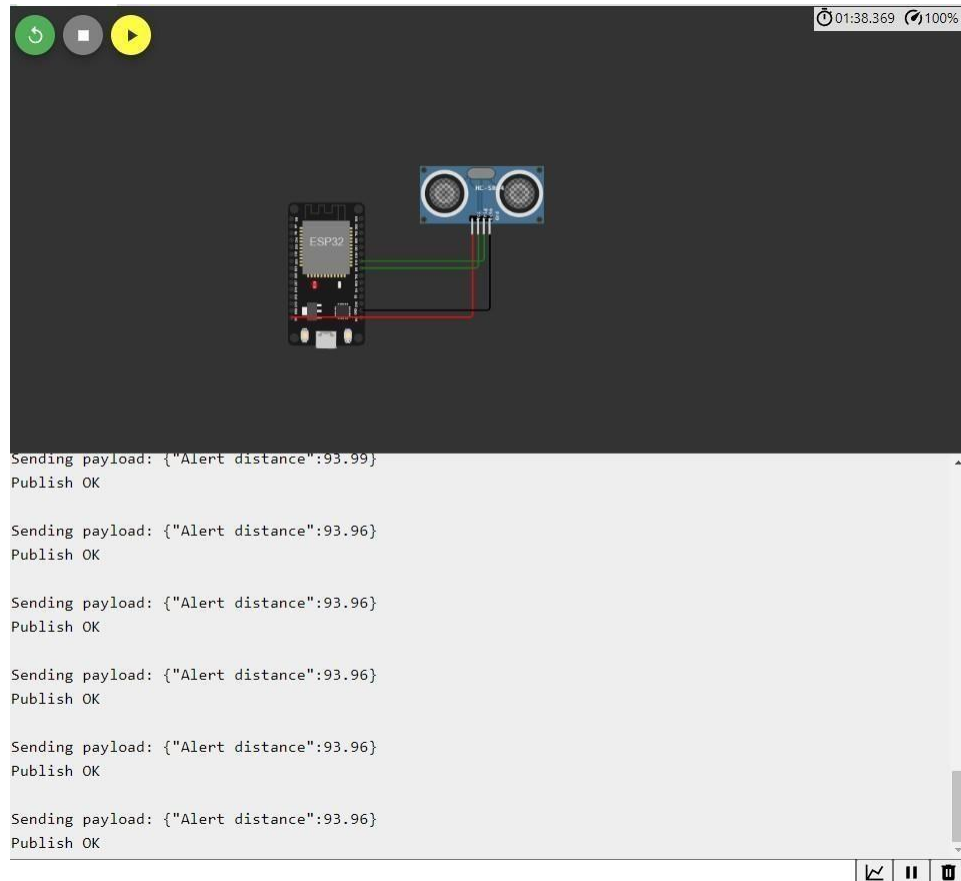 01:38.369 100%
ESP32
Sending payload: {"Alert distance":93.99}
Publish OK
Sending payload: {"Alert distance":93.96}
Publish OK
Sending payload: {"Alert distance":93.96}
Publish OK
Sending payload: {"Alert distance":93.96}
Publish OK
Sending payload: {"Alert distance":93.96}
Publish OK
Sending payload: {"Alert distance":93.96}
Publish OK